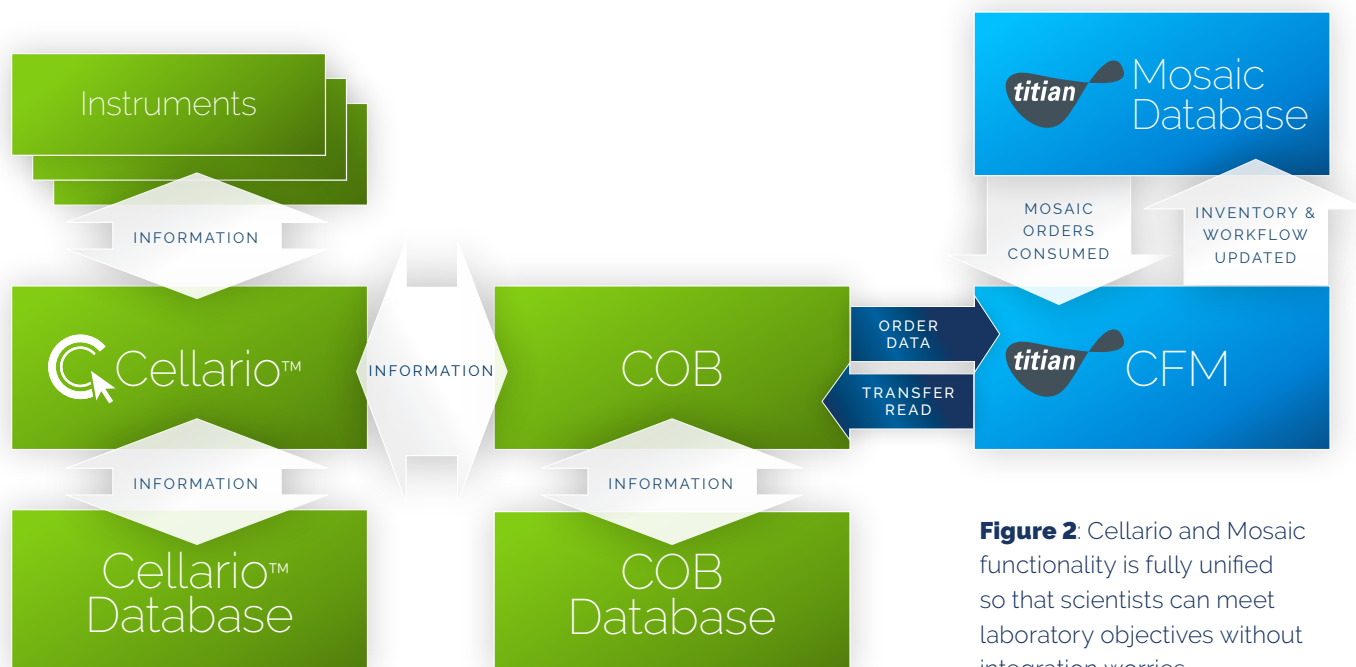 Instruments
INFORMATION
Cellario™
INFORMATION
Cellario™
Database
INFORMATION
COB
INFORMATION
COB
Database
ORDER
DATA
TRANSFER
READ
titian
Mosaic
Database
MOSAIC
ORDERS
CONSUMED
INVENTORY &
WORKFLOW
UPDATED
titian
CFM
Figure 2: Cellario and Mosaic
functionality is fully unified
so that scientists can meet
laboratory objectives without
integration worries